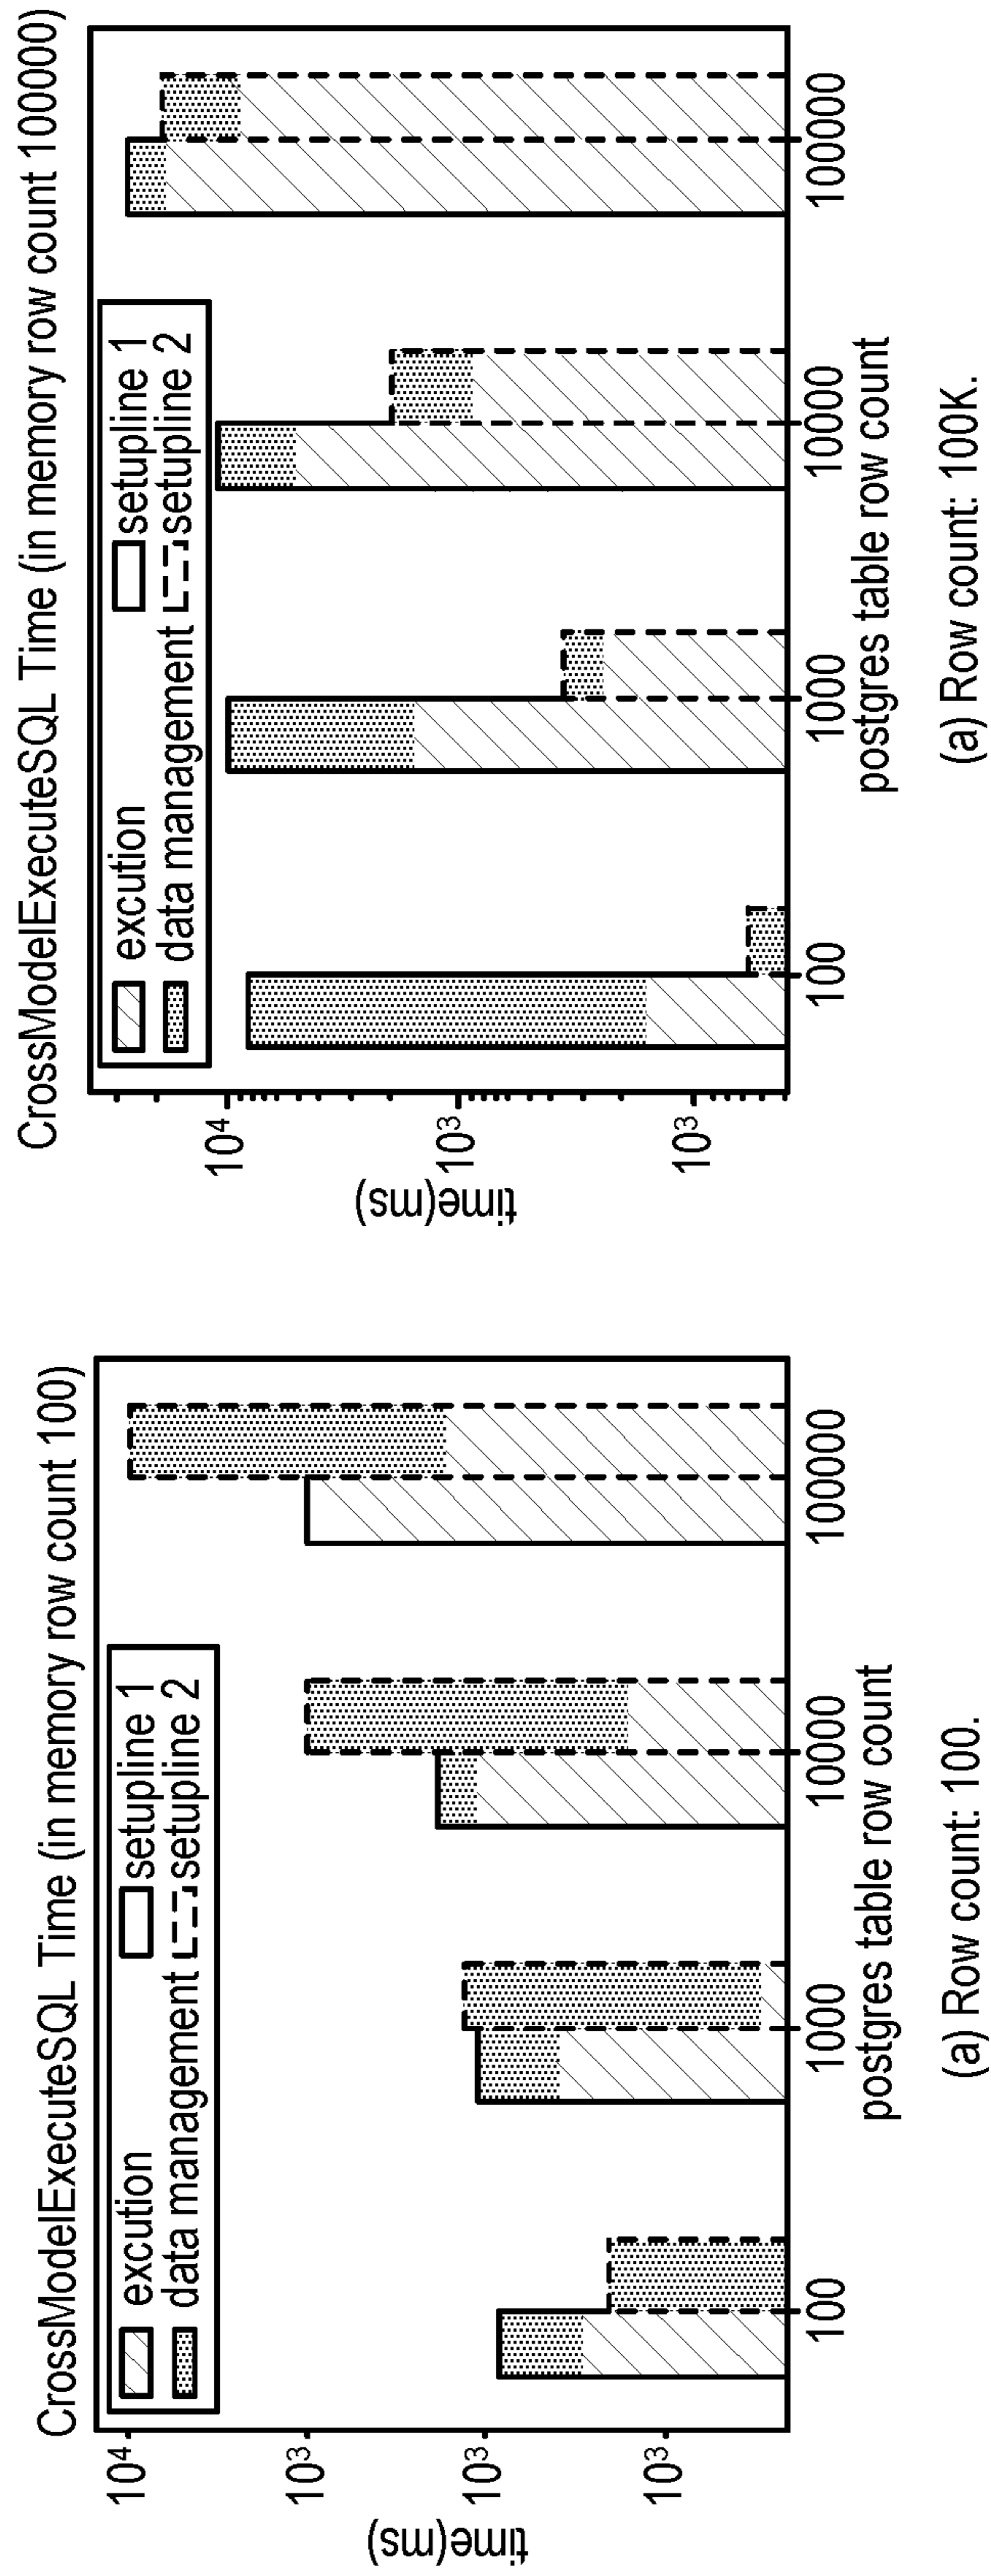 CrossModelExecuteSQL Time (in memory row count 100)
excution
setupline 1
data management
setupline 2
time(ms)
10⁴
10³
10³
10³
100
1000
10000
100000
postgres table row count
(a) Row count: 100.
CrossModelExecuteSQL Time (in memory row count 100000)
excution
setupline 1
data management
setupline 2
time(ms)
10⁴
10³
10³
100
1000
10000
100000
postgres table row count
(a) Row count: 100K.